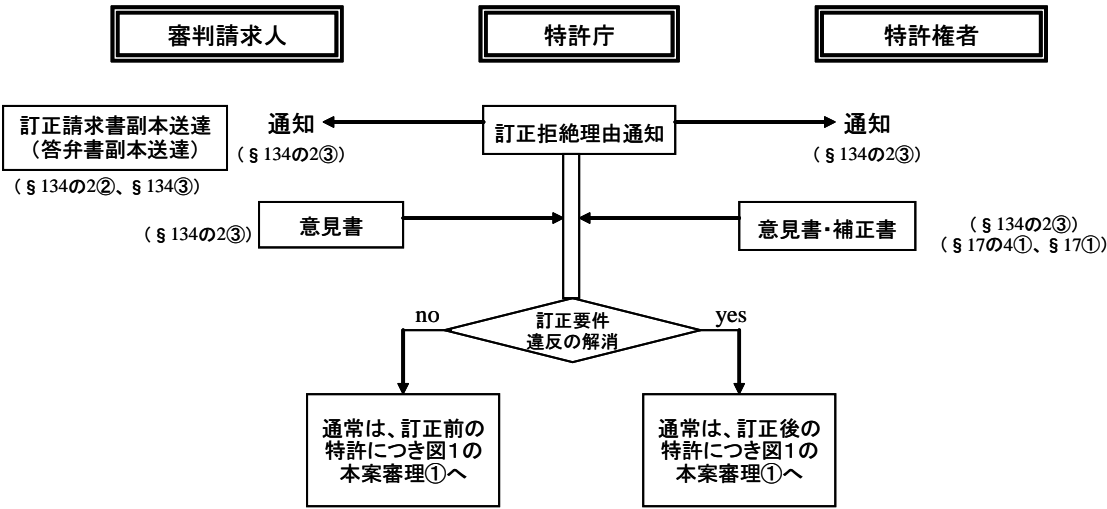 審判請求人
特許庁
特許権者
訂正請求書副本送達
（答弁書副本送達）
（§134の2②、§134③）
通知
（§134の2③）
訂正拒絶理由通知
通知
（§134の2③）
（§134の2③）
意見書
意見書・補正書
（§134の2③）
（§17の4①、§17①）
no
訂正要件
違反の解消
yes
通常は、訂正前の
特許につき図１の
本案審理①へ
通常は、訂正後の
特許につき図１の
本案審理①へ